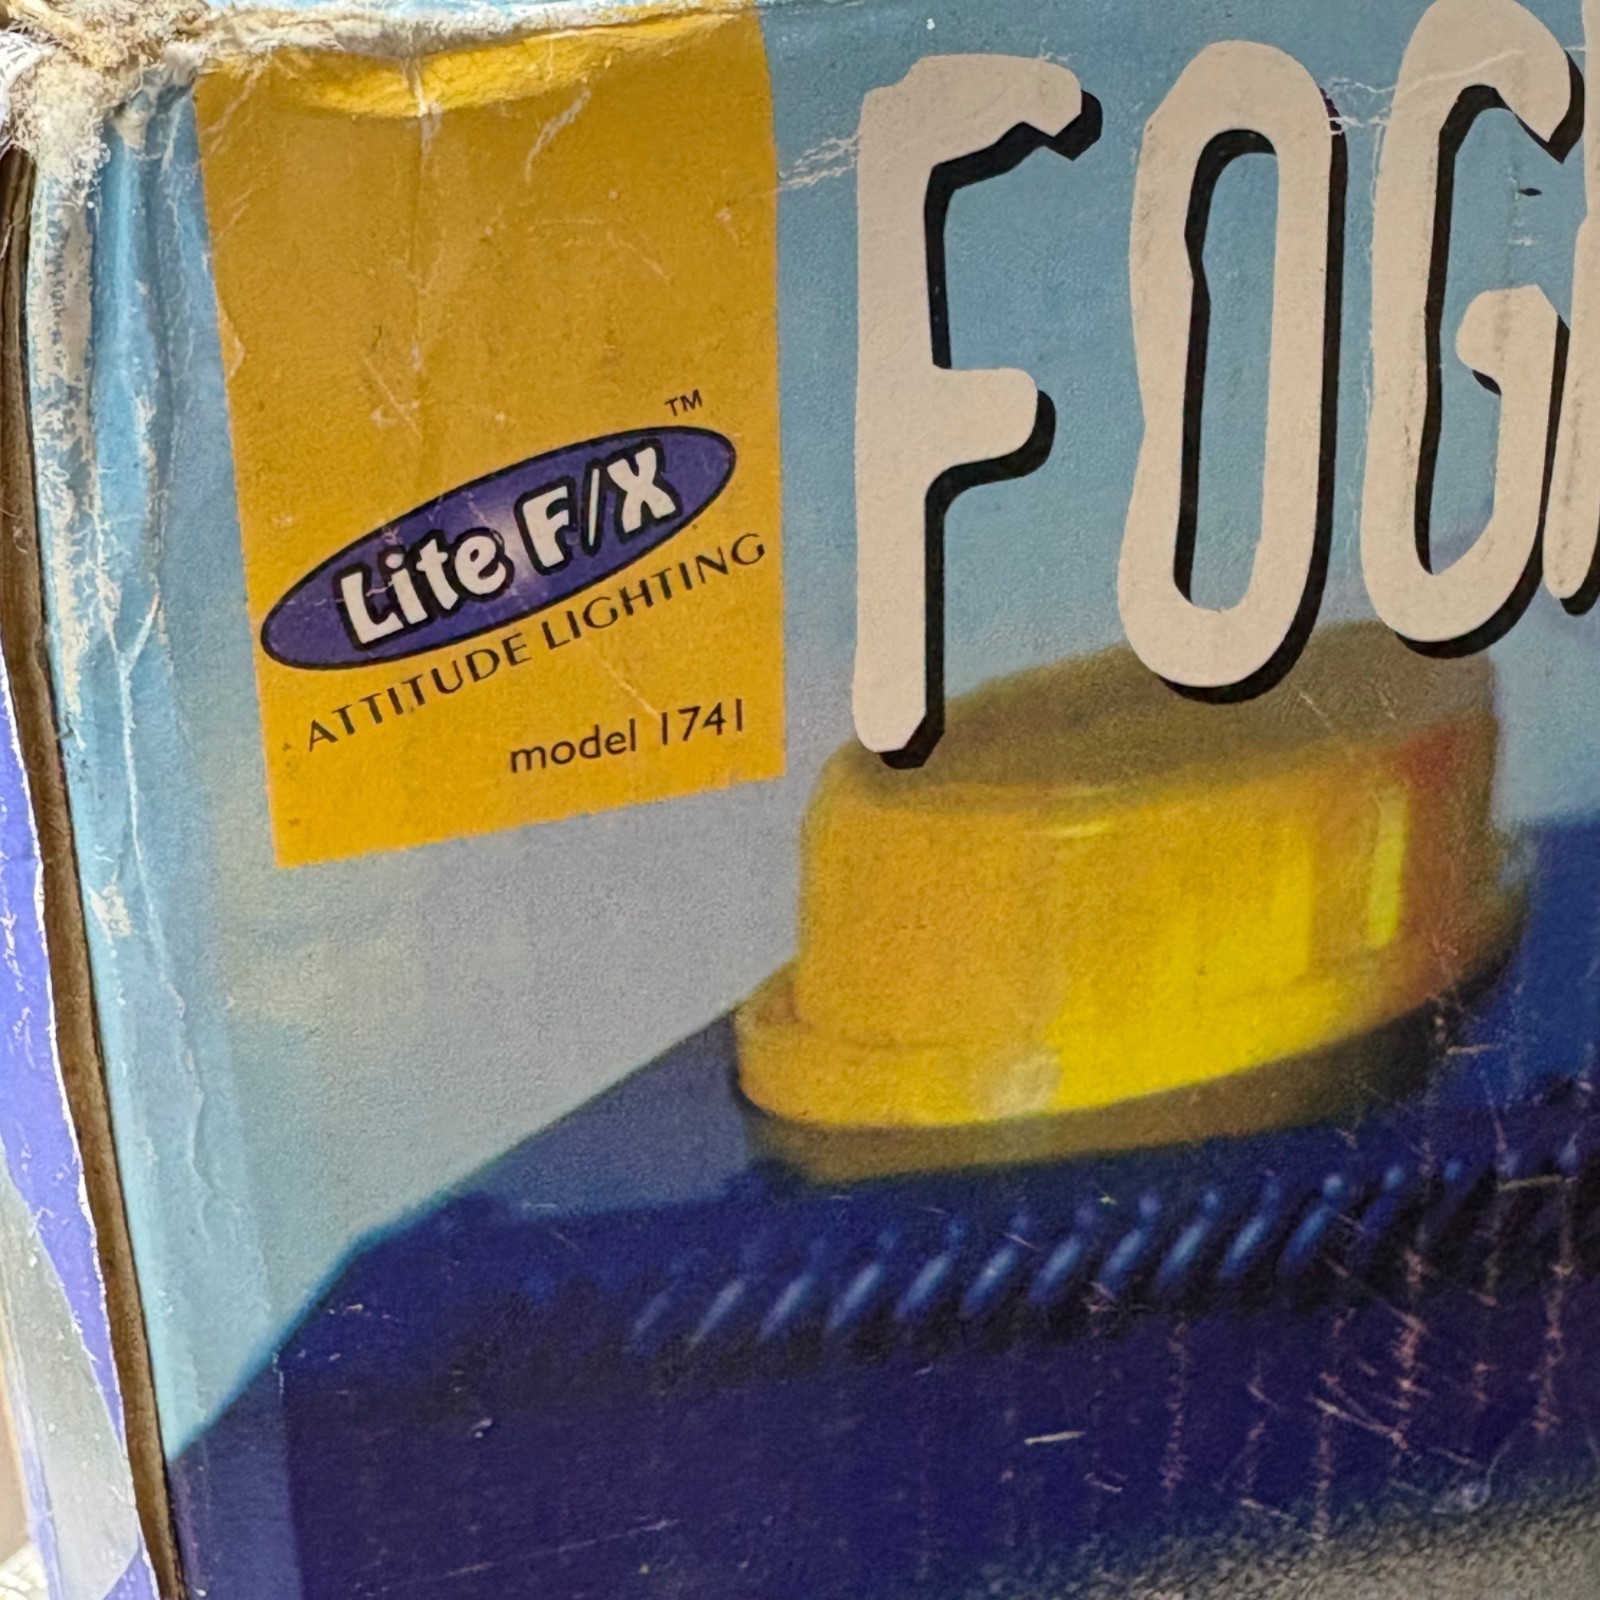 FOG
™
Lite F/X
ATTITUDE LIGHTING
model 1741